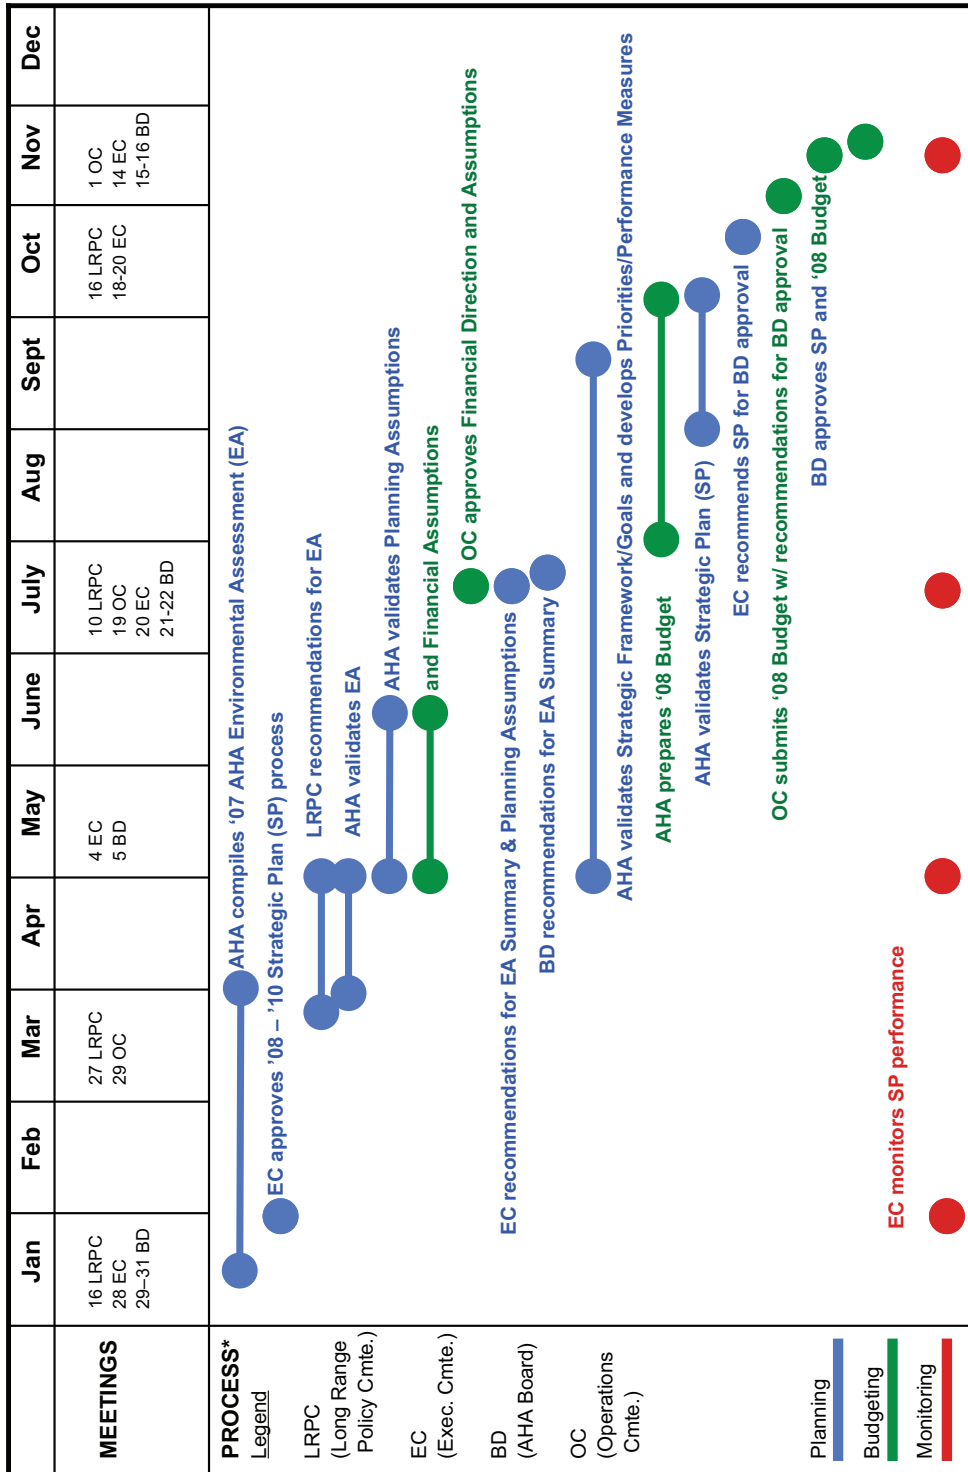 Jan
Feb
Mar
Apr
May
June
July
Aug
Sept
Oct
Nov
Dec
MEETINGS
16 LRPC
28 EC
29–31 BD
27 LRPC
29 OC
4 EC
5 BD
10 LRPC
19 OC
20 EC
21-22 BD
16 LRPC
18-20 EC
1 OC
14 EC
15-16 BD
PROCESS*
Legend
LRPC
(Long Range
Policy Cmte.)
EC
(Exec. Cmte.)
BD
(AHA Board)
OC
(Operations
Cmte.)
Planning
Budgeting
Monitoring
AHA compiles ‘07 AHA Environmental Assessment (EA)
EC approves ’08 – ’10 Strategic Plan (SP) process
LRPC recommendations for EA
AHA validates EA
AHA validates Planning Assumptions
and Financial Assumptions
OC approves Financial Direction and Assumptions
EC recommendations for EA Summary & Planning Assumptions
BD recommendations for EA Summary
AHA validates Strategic Framework/Goals and develops Priorities/Performance Measures
AHA prepares ‘08 Budget
AHA validates Strategic Plan (SP)
EC recommends SP for BD approval
OC submits ‘08 Budget w/ recommendations for BD approval
BD approves SP and ‘08 Budget
EC monitors SP performance